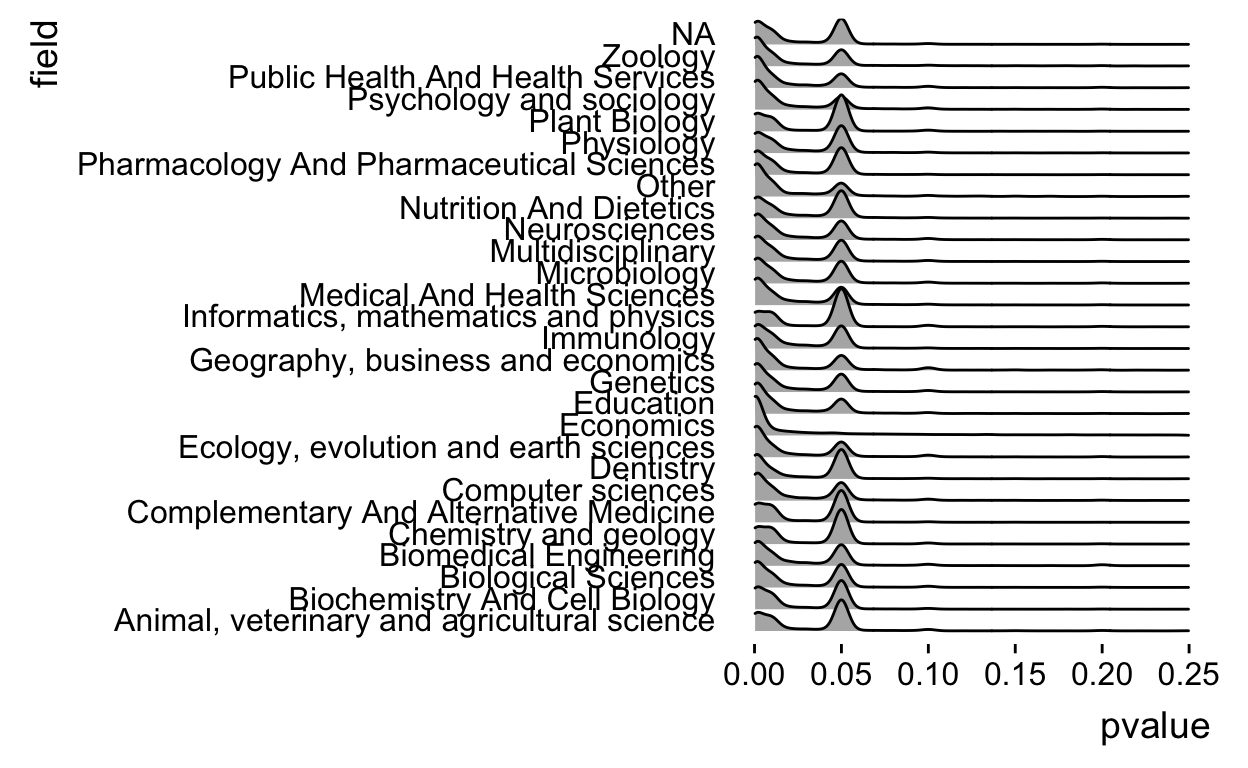 field
NA
Zoology
Public Health And Health Services
Psychology and sociology
Plant Biology
Physiology
Pharmacology And Pharmaceutical Sciences
Other
Nutrition And Dietetics
Neurosciences
Multidisciplinary
Microbiology
Medical And Health Sciences
Informatics, mathematics and physics
Immunology
Geography, business and economics
Genetics
Education
Economics
Ecology, evolution and earth sciences
Dentistry
Computer sciences
Complementary And Alternative Medicine
Chemistry and geology
Biomedical Engineering
Biological Sciences
Biochemistry And Cell Biology
Animal, veterinary and agricultural science
0.00 0.05 0.10 0.15 0.20 0.25
pvalue